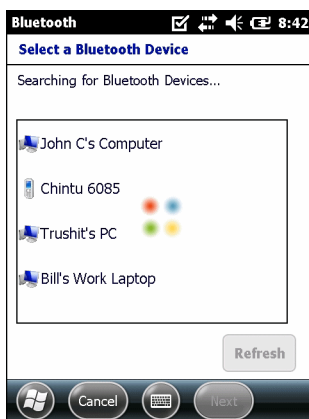 Bluetooth 8:42
Select a Bluetooth Device
Searching for Bluetooth Devices...
John C's Computer
Chintu 6085
Trushit's PC
Bill's Work Laptop
Refresh
Cancel Next